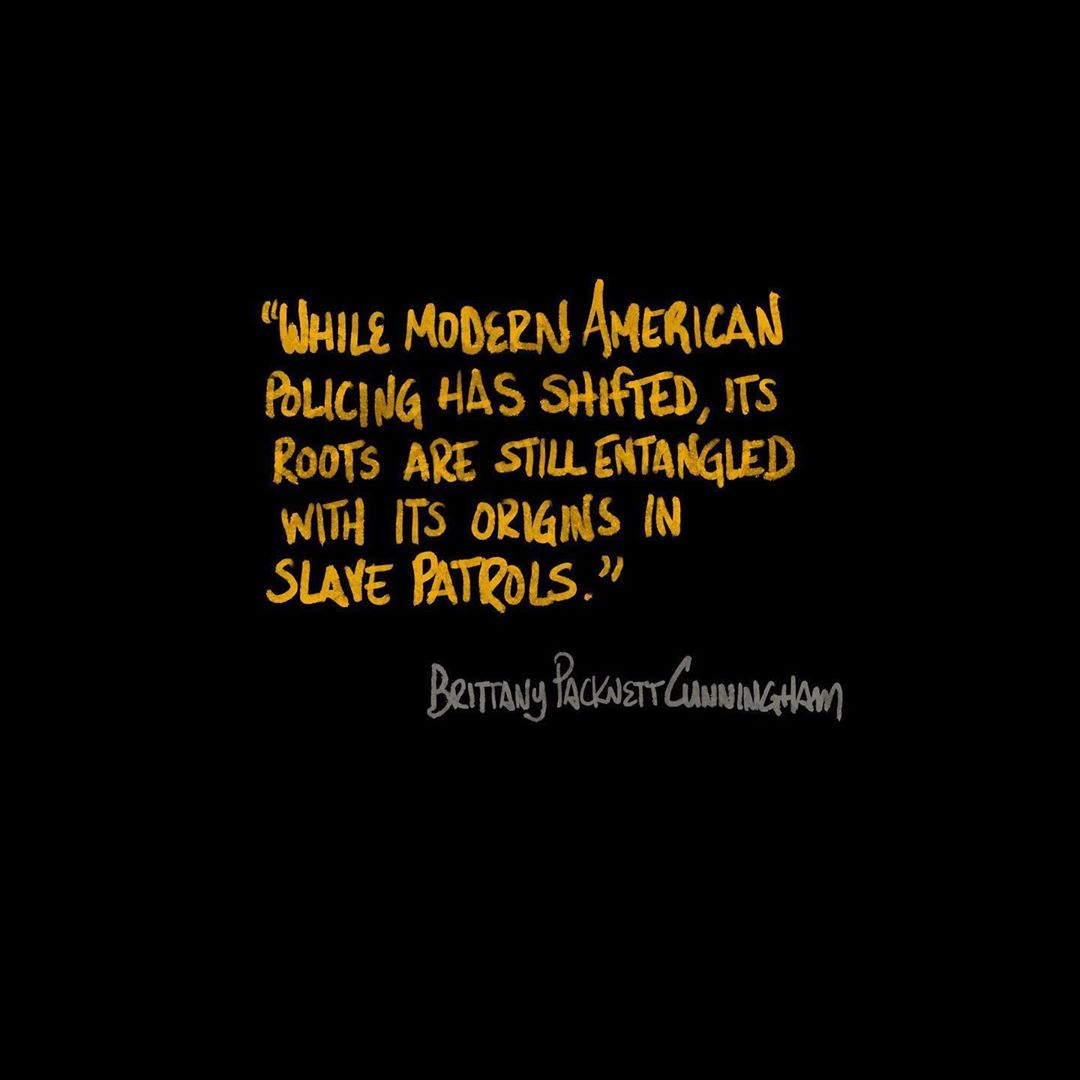 “While modern American
policing has shifted, its
roots are still entangled
with its origins in
slave patrols.”
Brittany Packnett Cunningham